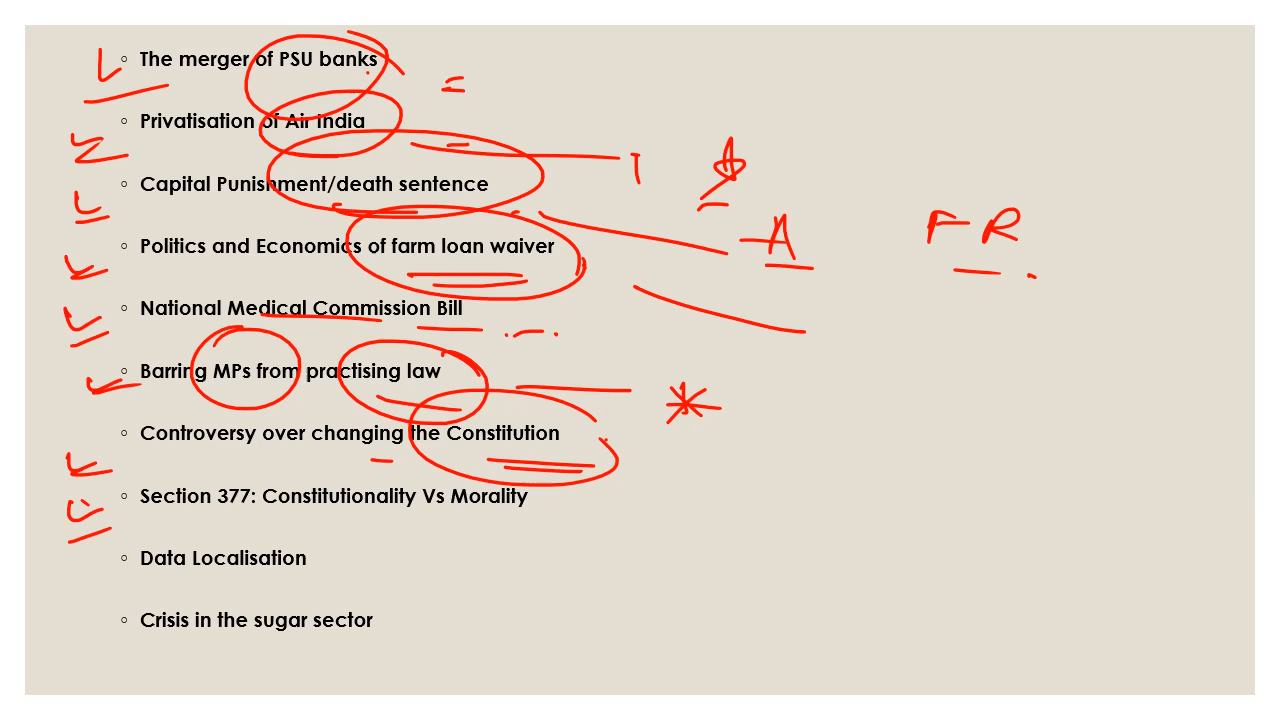 The merger of PSU banks
Privatisation of Air India
Capital Punishment/death sentence
Politics and Economics of farm loan waiver
A FR
National Medical Commission Bill
Barring MPs from practising law
Controversy over changing the Constitution
Section 377: Constitutionality Vs Morality
Data Localisation
Crisis in the sugar sector